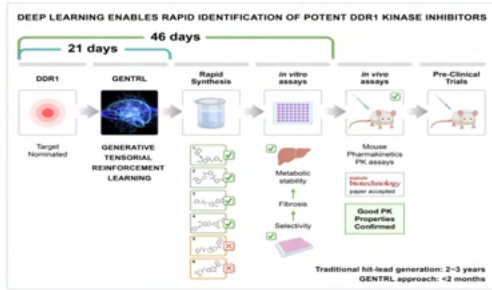 DEEP LEARNING ENABLES RAPID IDENTIFICATION OF POTENT DDR1 KINASE INHIBITORS
46 days
21 days
DDR1
GENTRL
Rapid
Synthesis
in vitro
assays
in vivo
assays
Pre-Clinical
Trials
Target
Nominated
GENERATIVE
TENSORIAL
REINFORCEMENT
LEARNING
Metabolic
stability
Fibrosis
Selectivity
Mouse
Pharmakinetics
PK assays
nature
biotechnology
paper accepted
Good PK
Properties
Confirmed
Traditional hit-lead generation: 2~3 years
GENTRL approach: <2 months